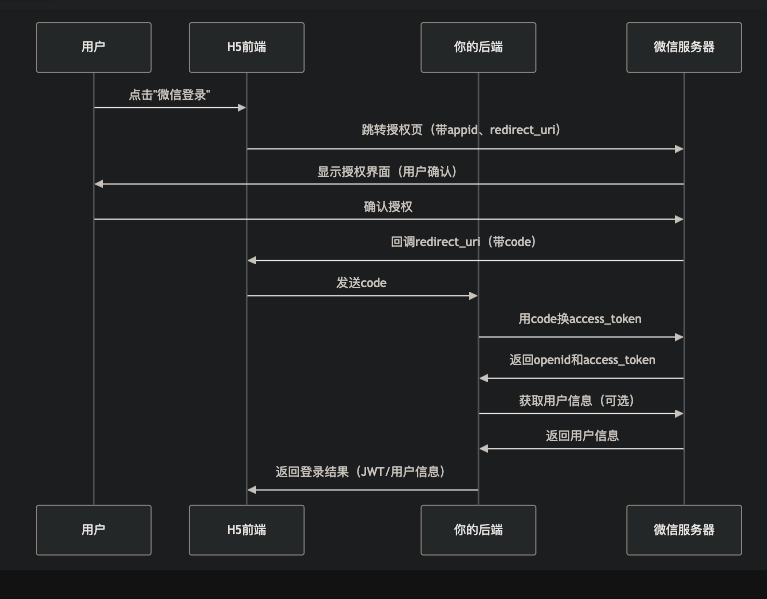 用户
H5前端
你的后端
微信服务器
点击"微信登录"
跳转授权页（带appid、redirect_uri）
显示授权界面（用户确认）
确认授权
回调redirect_uri（带code）
发送code
用code换access_token
返回openid和access_token
获取用户信息（可选）
返回用户信息
返回登录结果（JWT/用户信息）
用户
H5前端
你的后端
微信服务器